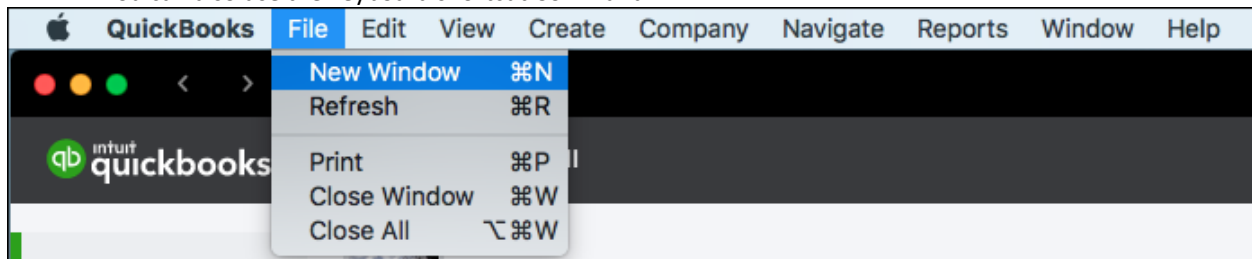 QuickBooks File Edit View Create Company Navigate Reports Window Help
New Window ⌘N
Refresh ⌘R
intuit
quickbooks
Print ⌘P
Close Window ⌘W
Close All ⌥⌘W